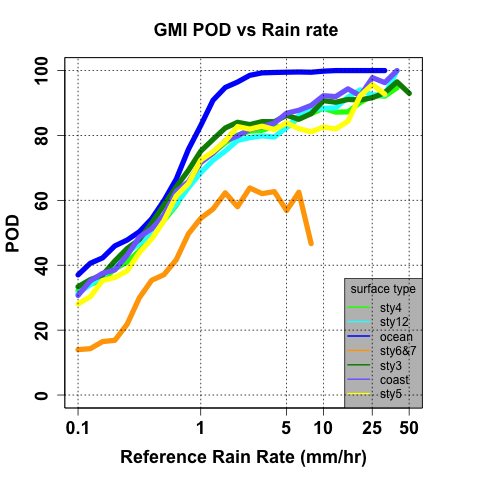 GMI POD vs Rain rate
POD
100
80
60
40
20
0
surface type
sty4
sty12
ocean
sty6&7
sty3
coast
sty5
0.1 1 5 10 25 50
Reference Rain Rate (mm/hr)